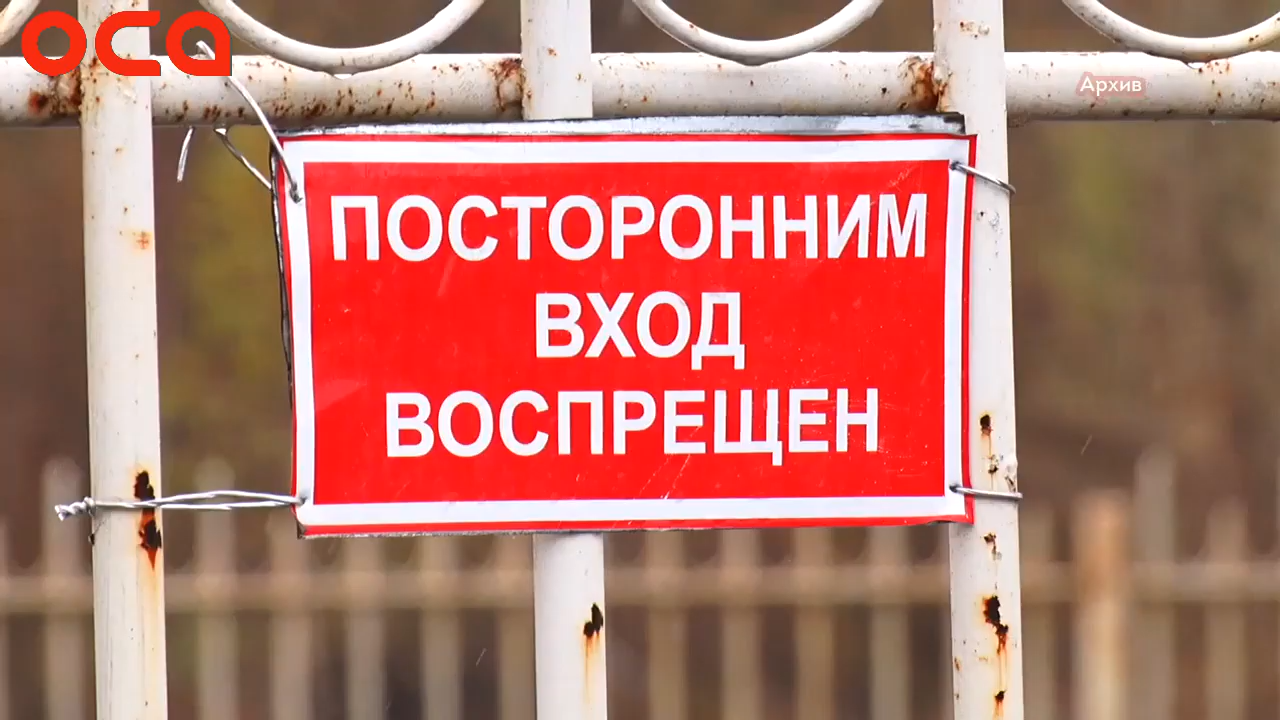 оса
Архив
ПОСТОРОННИМ
ВХОД
ВОСПРЕЩЕН